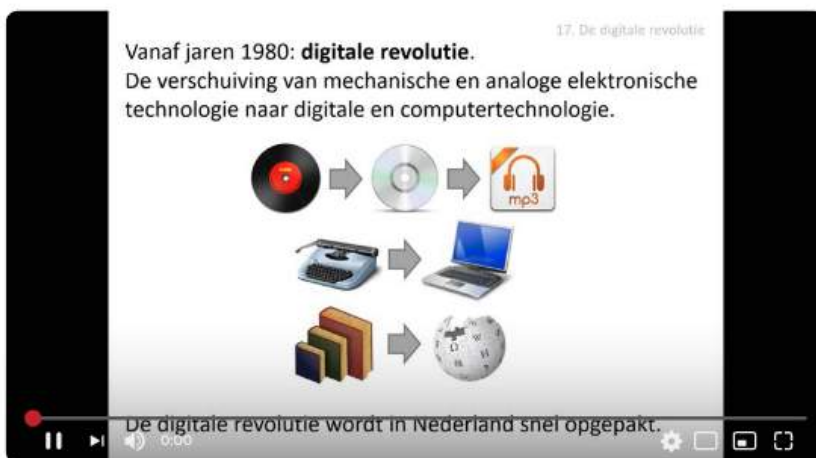 17. De digitale revolutie
Vanaf jaren 1980: digitale revolutie.
De verschuiving van mechanische en analoge elektronische
technologie naar digitale en computertechnologie.
mp3
De digitale revolutie wordt in Nederland snel opgepakt.
0:00